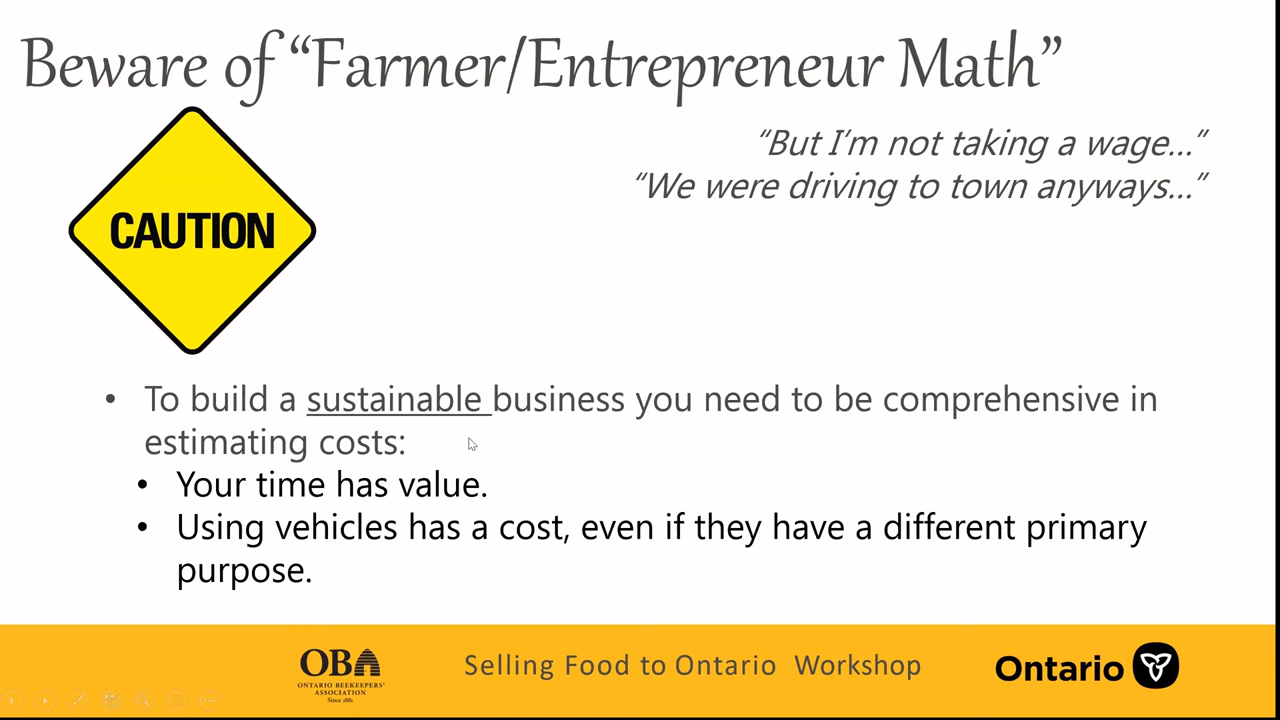 Beware of “Farmer/Entrepreneur Math”
“But I’m not taking a wage...”
“We were driving to town anyways...”
CAUTION
• To build a sustainable business you need to be comprehensive in
estimating costs:
• Your time has value.
• Using vehicles has a cost, even if they have a different primary
purpose.
OBA
ONTARIO BEEKEEPERS'
ASSOCIATION
Since 1881
Selling Food to Ontario Workshop
Ontario